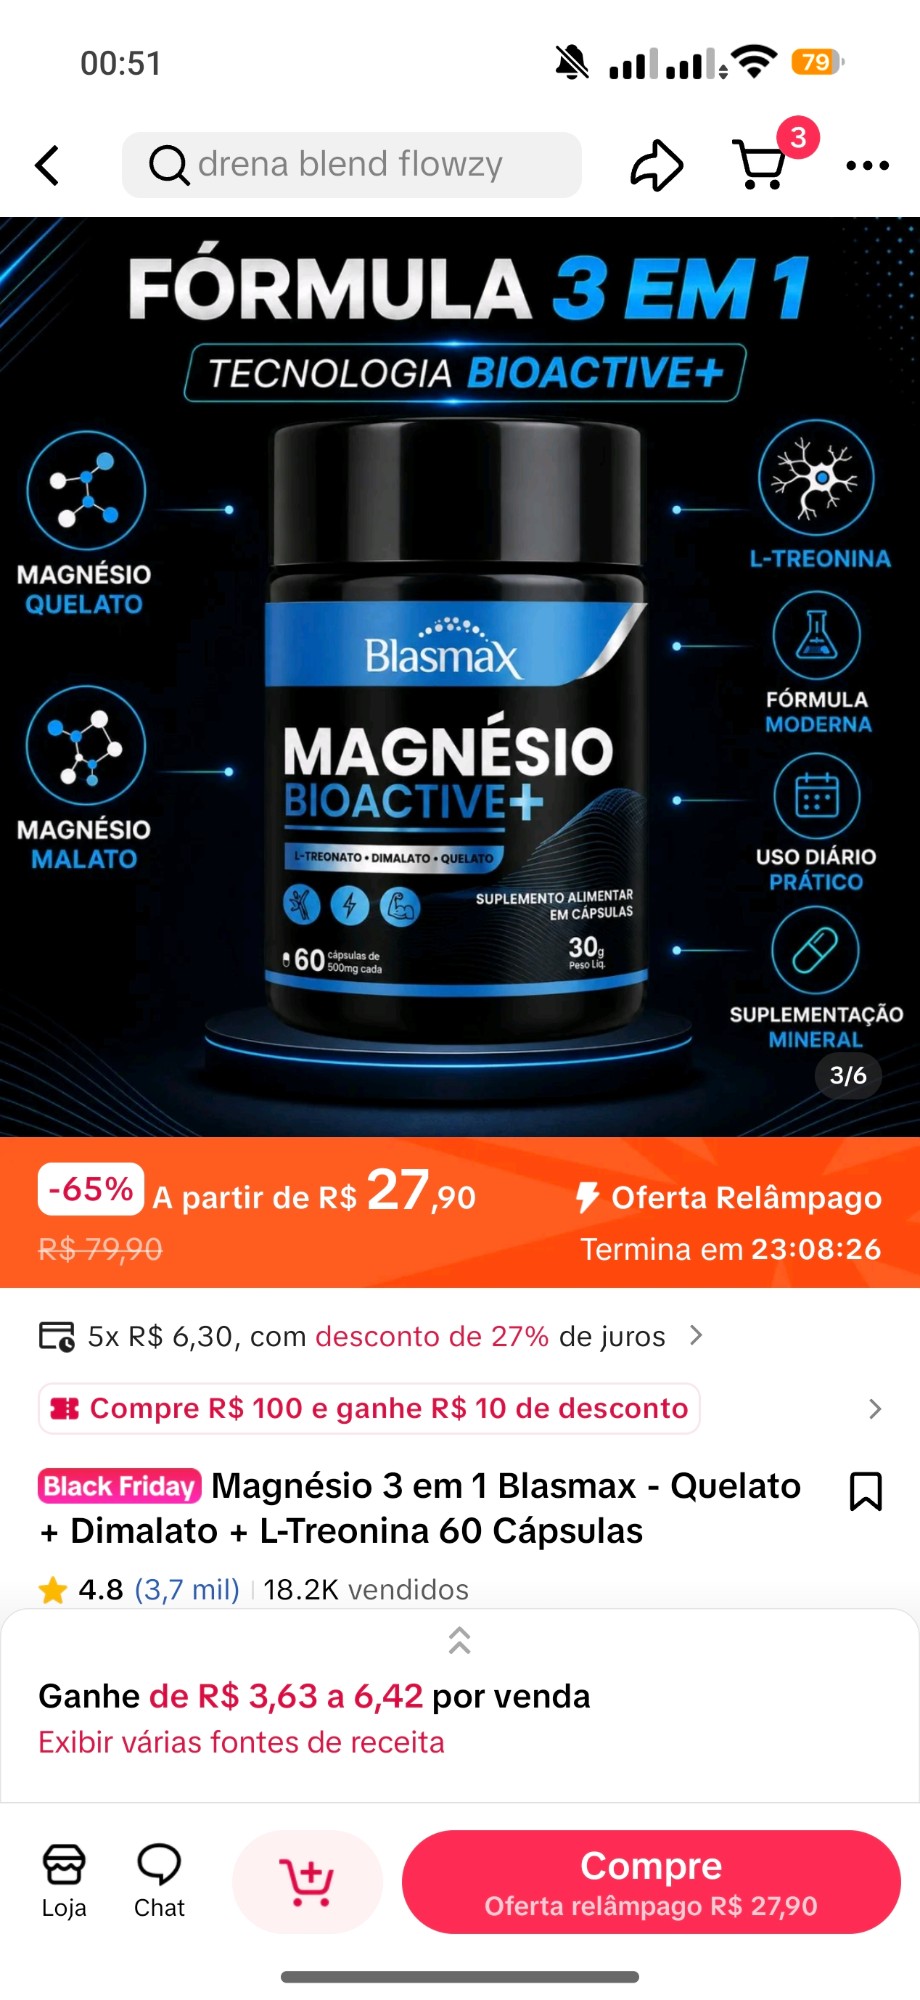 00:51
79
drena blend flowzy
3
FÓRMULA 3 EM 1
TECNOLOGIA BIOACTIVE+
MAGNÉSIO
QUELATO
MAGNÉSIO
MALATO
Blasmax
MAGNÉSIO
BIOACTIVE+
L-TREONATO • DIMALATO • QUELATO
SUPLEMENTO ALIMENTAR
EM CÁPSULAS
60 cápsulas de
500mg cada
30g
Peso Líq.
L-TREONINA
FÓRMULA
MODERNA
USO DIÁRIO
PRÁTICO
SUPLEMENTAÇÃO
MINERAL
3/6
-65% A partir de R$ 27,90
R$ 79,90
Oferta Relâmpago
Termina em 23:08:26
5x R$ 6,30, com desconto de 27% de juros
Compre R$ 100 e ganhe R$ 10 de desconto
Black Friday Magnésio 3 em 1 Blasmax - Quelato
+ Dimalato + L-Treonina 60 Cápsulas
4.8 (3,7 mil) 18.2K vendidos
Ganhe de R$ 3,63 a 6,42 por venda
Exibir várias fontes de receita
Loja
Chat
Compre
Oferta relâmpago R$ 27,90